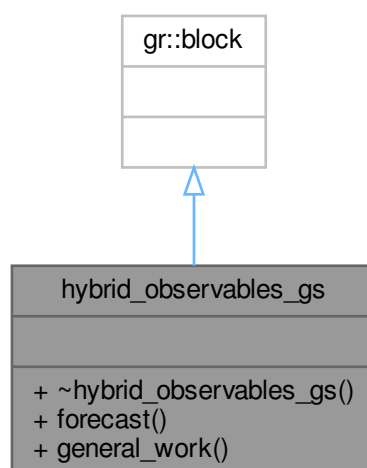 gr::block
hybrid_observables_gs
+ ~hybrid_observables_gs()
+ forecast()
+ general_work()